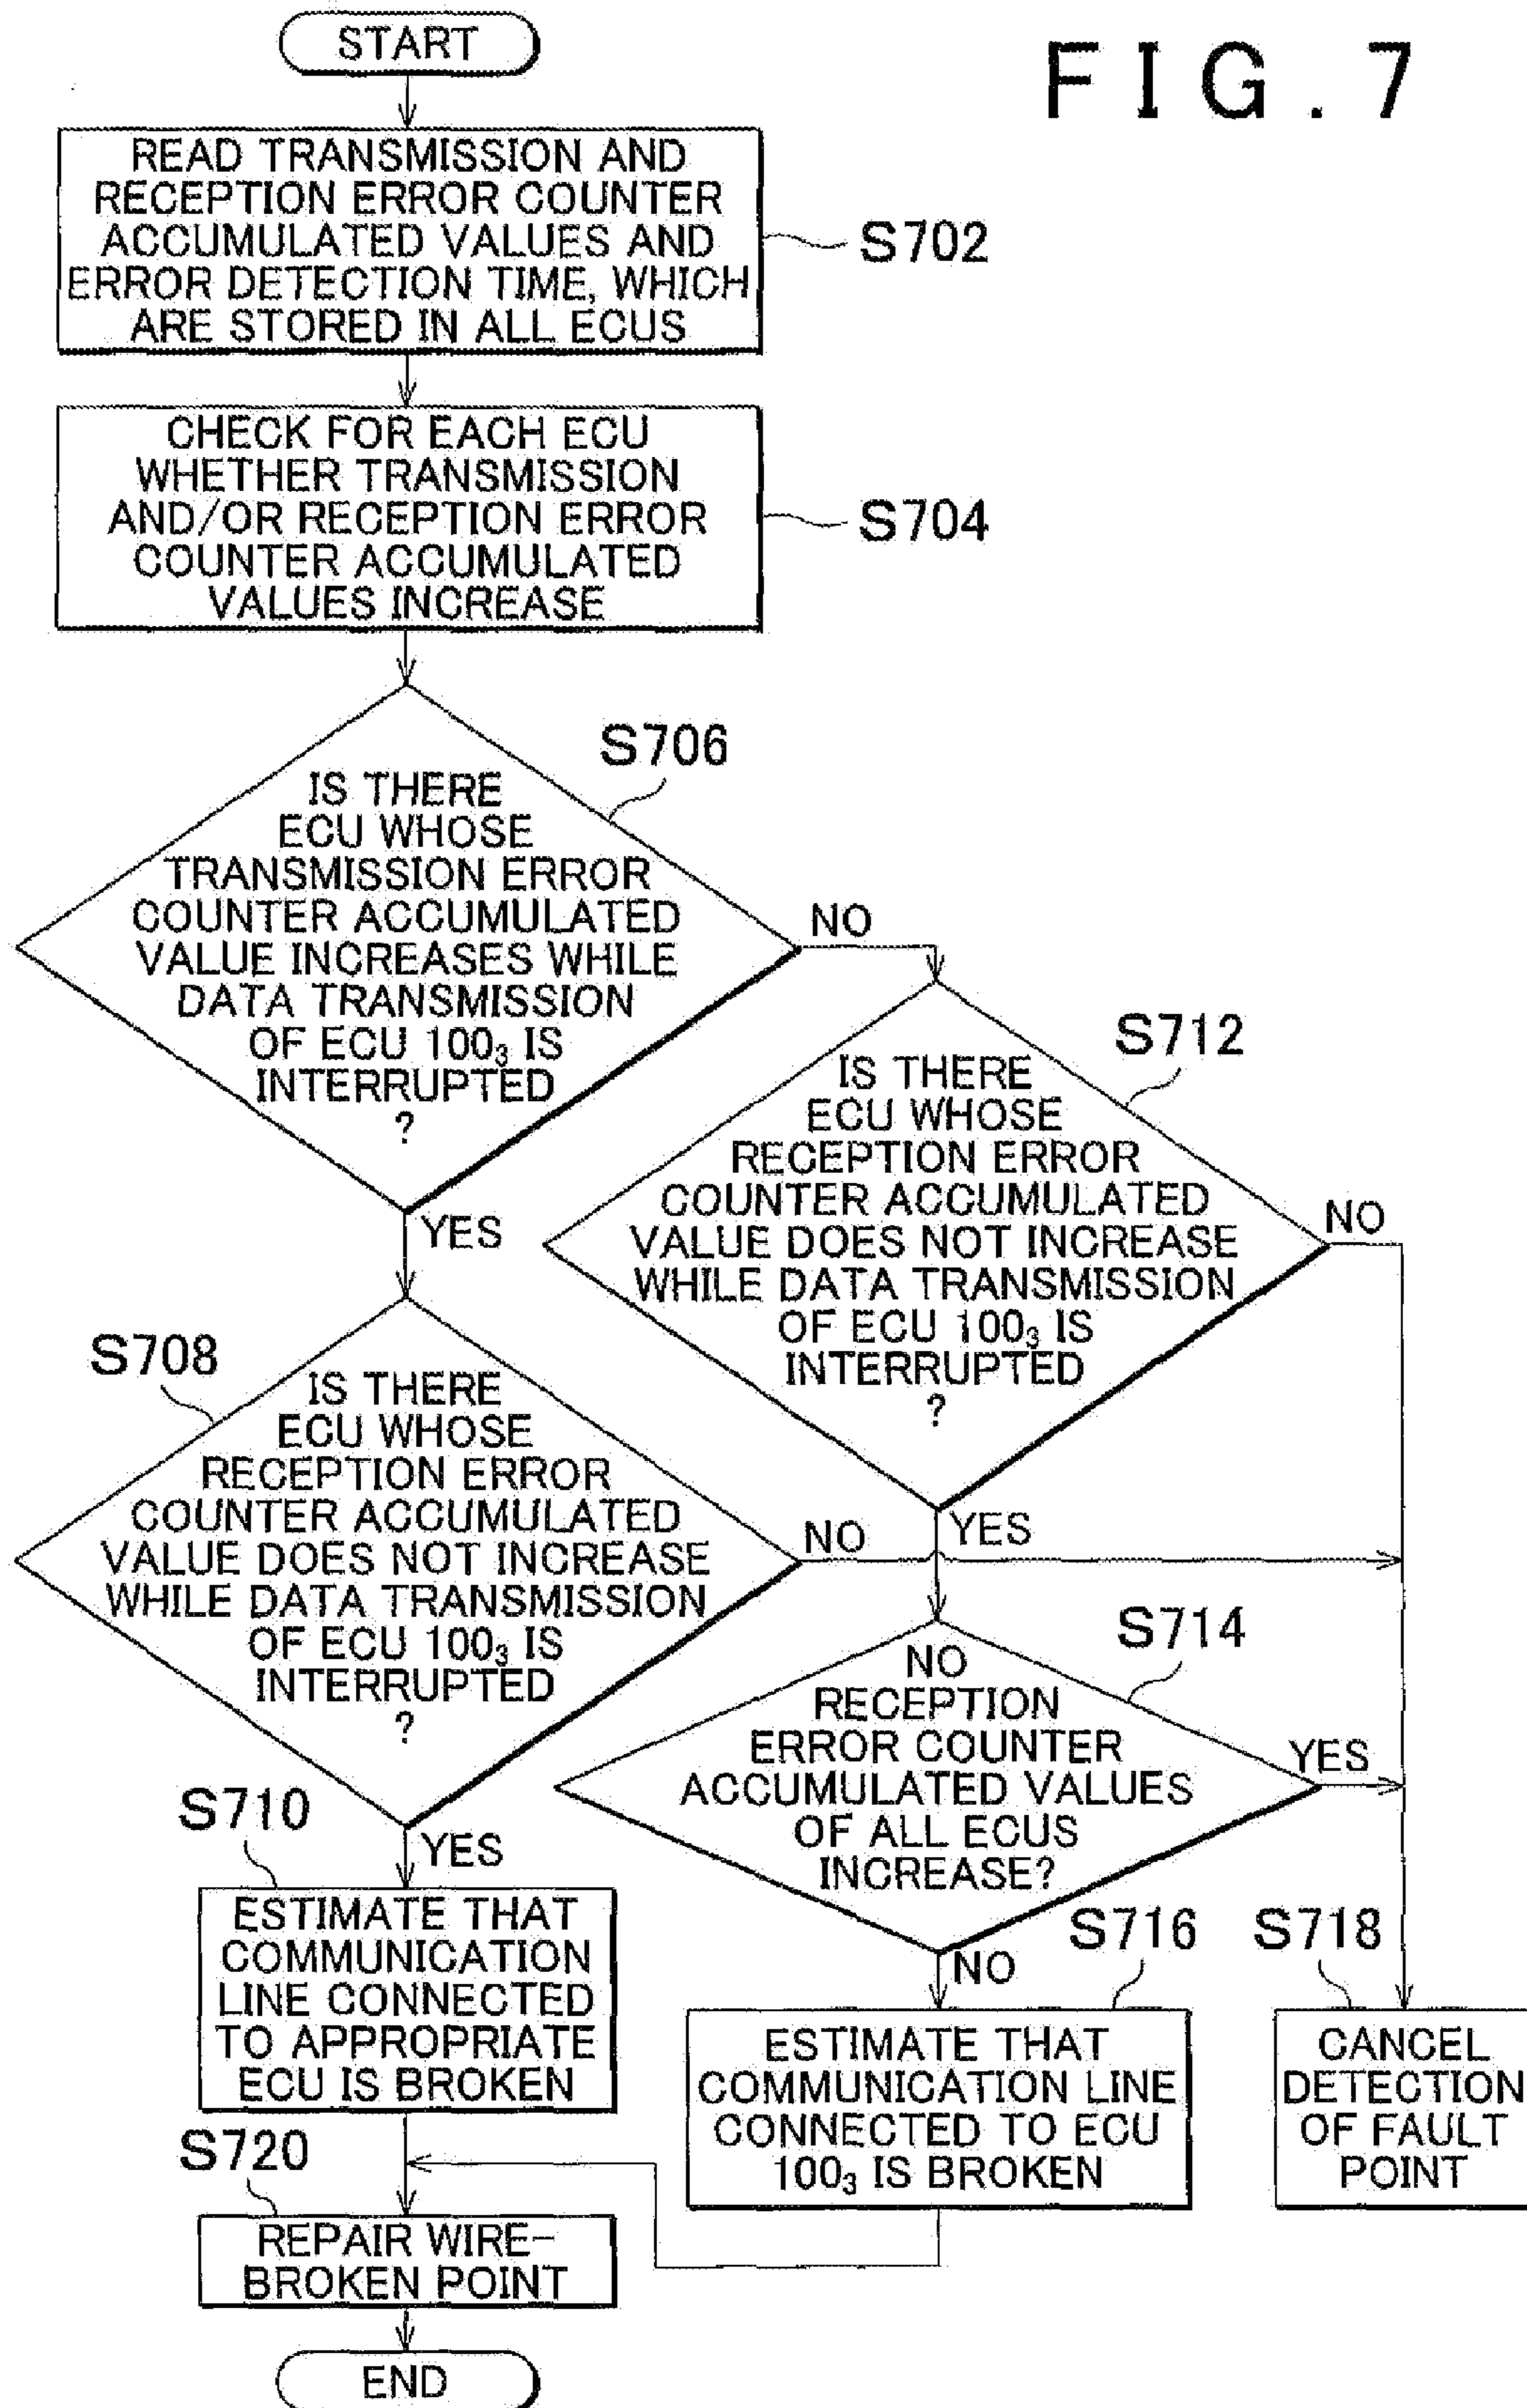 START
FIG.7
READ TRANSMISSION AND
RECEPTION ERROR COUNTER
ACCUMULATED VALUES AND
ERROR DETECTION TIME, WHICH
ARE STORED IN ALL ECUS
S702
CHECK FOR EACH ECU
WHETHER TRANSMISSION
AND/OR RECEPTION ERROR
COUNTER ACCUMULATED
VALUES INCREASE
S704
S706
IS THERE
ECU WHOSE
TRANSMISSION ERROR
COUNTER ACCUMULATED
VALUE INCREASES WHILE
DATA TRANSMISSION
OF ECU 100₃ IS
INTERRUPTED
?
NO
YES
S712
IS THERE
ECU WHOSE
RECEPTION ERROR
COUNTER ACCUMULATED
VALUE DOES NOT INCREASE
WHILE DATA TRANSMISSION
OF ECU 100₃ IS
INTERRUPTED
?
NO
YES
S708
IS THERE
ECU WHOSE
RECEPTION ERROR
COUNTER ACCUMULATED
VALUE DOES NOT INCREASE
WHILE DATA TRANSMISSION
OF ECU 100₃ IS
INTERRUPTED
?
NO
YES
S714
NO
RECEPTION
ERROR COUNTER
ACCUMULATED VALUES
OF ALL ECUS
INCREASE?
YES
NO
S710
ESTIMATE THAT
COMMUNICATION
LINE CONNECTED
TO APPROPRIATE
ECU IS BROKEN
S716
ESTIMATE THAT
COMMUNICATION LINE
CONNECTED TO ECU
100₃ IS BROKEN
S718
CANCEL
DETECTION
OF FAULT
POINT
S720
REPAIR WIRE-
BROKEN POINT
END